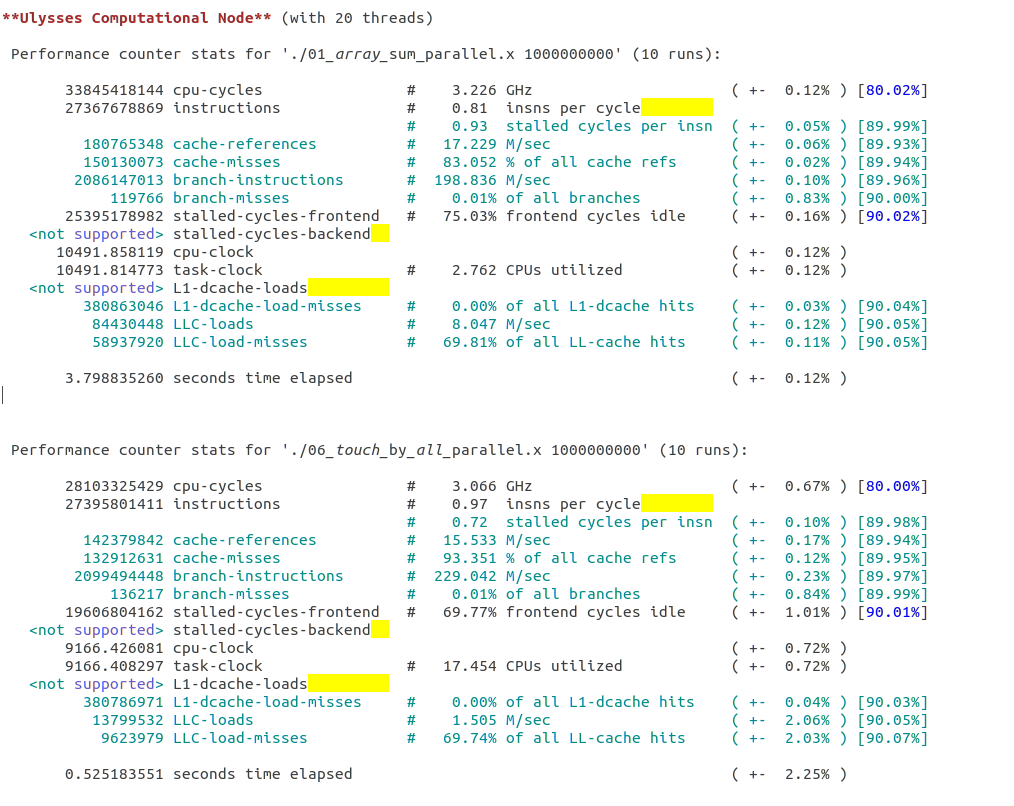 **Ulysses Computational Node** (with 20 threads)
Performance counter stats for './01_array_sum_parallel.x 1000000000' (10 runs):
33845418144 cpu-cycles # 3.226 GHz ( +- 0.12% ) [80.02%]
27367678869 instructions # 0.81 insns per cycle
# 0.93 stalled cycles per insn ( +- 0.05% ) [89.99%]
180765348 cache-references # 17.229 M/sec ( +- 0.06% ) [89.93%]
150130073 cache-misses # 83.052 % of all cache refs ( +- 0.02% ) [89.94%]
2086147013 branch-instructions # 198.836 M/sec ( +- 0.10% ) [89.96%]
119766 branch-misses # 0.01% of all branches ( +- 0.83% ) [90.00%]
25395178982 stalled-cycles-frontend # 75.03% frontend cycles idle ( +- 0.16% ) [90.02%]
<not supported> stalled-cycles-backend
10491.858119 cpu-clock ( +- 0.12% )
10491.814773 task-clock # 2.762 CPUs utilized ( +- 0.12% )
<not supported> L1-dcache-loads
380863046 L1-dcache-load-misses # 0.00% of all L1-dcache hits ( +- 0.03% ) [90.04%]
84430448 LLC-loads # 8.047 M/sec ( +- 0.12% ) [90.05%]
58937920 LLC-load-misses # 69.81% of all LL-cache hits ( +- 0.11% ) [90.05%]
3.798835260 seconds time elapsed ( +- 0.12% )
Performance counter stats for './06_touch_by_all_parallel.x 1000000000' (10 runs):
28103325429 cpu-cycles # 3.066 GHz ( +- 0.67% ) [80.00%]
27395801411 instructions # 0.97 insns per cycle
# 0.72 stalled cycles per insn ( +- 0.10% ) [89.98%]
142379842 cache-references # 15.533 M/sec ( +- 0.17% ) [89.94%]
132912631 cache-misses # 93.351 % of all cache refs ( +- 0.12% ) [89.95%]
2099494448 branch-instructions # 229.042 M/sec ( +- 0.23% ) [89.97%]
136217 branch-misses # 0.01% of all branches ( +- 0.84% ) [89.99%]
19606804162 stalled-cycles-frontend # 69.77% frontend cycles idle ( +- 1.01% ) [90.01%]
<not supported> stalled-cycles-backend
9166.426081 cpu-clock ( +- 0.72% )
9166.408297 task-clock # 17.454 CPUs utilized ( +- 0.72% )
<not supported> L1-dcache-loads
380786971 L1-dcache-load-misses # 0.00% of all L1-dcache hits ( +- 0.04% ) [90.03%]
13799532 LLC-loads # 1.505 M/sec ( +- 2.06% ) [90.05%]
9623979 LLC-load-misses # 69.74% of all LL-cache hits ( +- 2.03% ) [90.07%]
0.525183551 seconds time elapsed ( +- 2.25% )